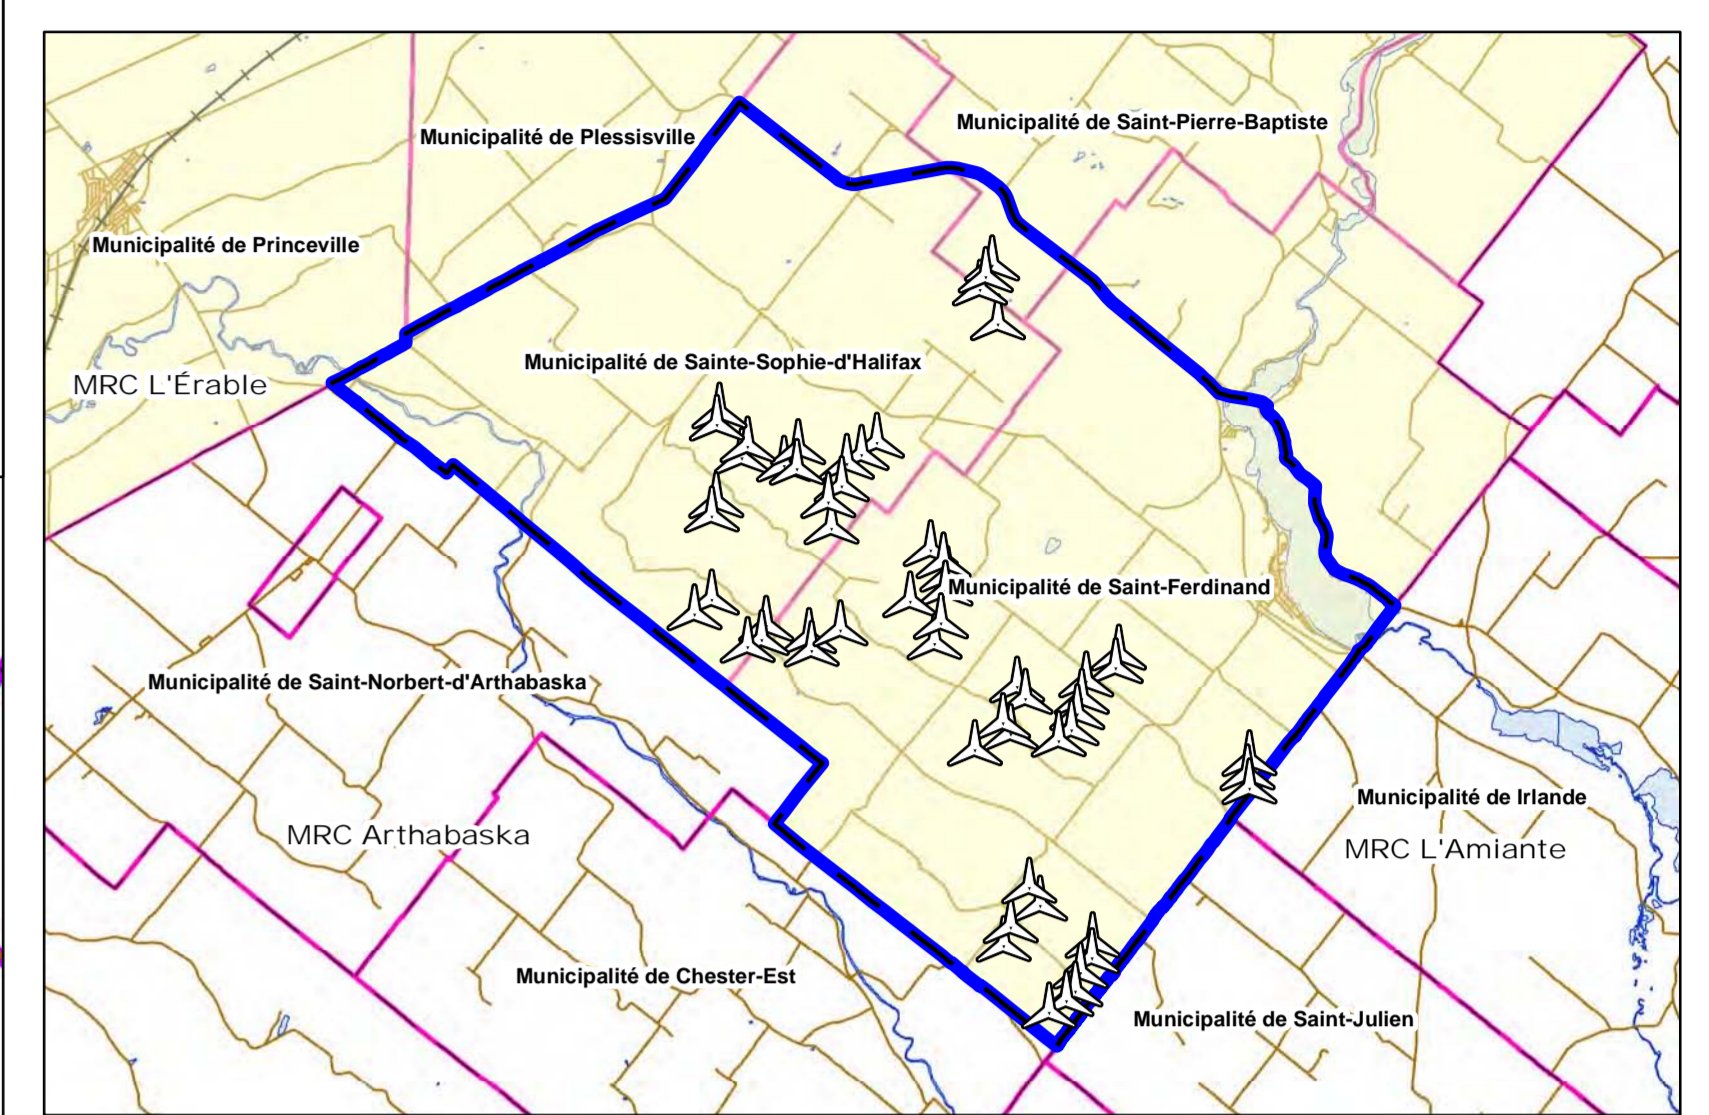 Municipalité de Saint-Pierre-Baptiste
Municipalité de Plessisville
Municipalité de Princeville
Municipalité de Sainte-Sophie-d'Halifax
MRC L'Érable
Municipalité de Saint-Ferdinand
Municipalité de Saint-Norbert-d'Arthabaska
Municipalité de Irlande
MRC Arthabaska
MRC L'Amiante
Municipalité de Chester-Est
Municipalité de Saint-Julien